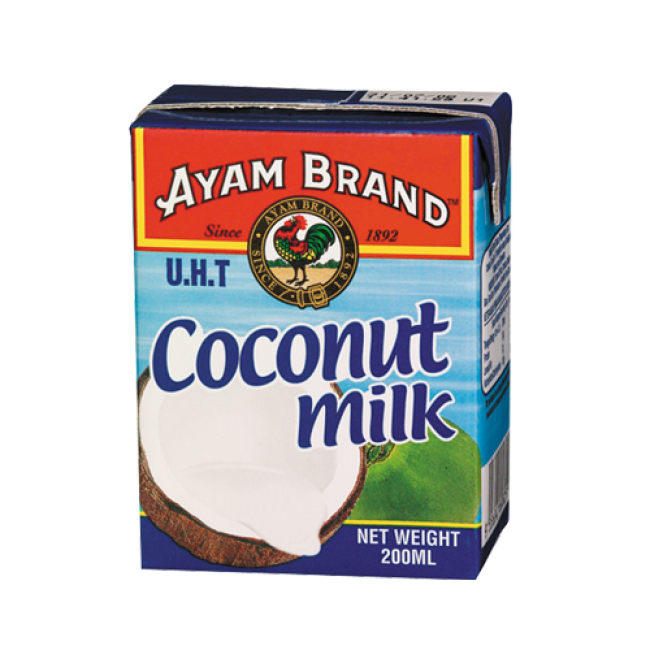 AYAM BRAND™
Since
1892
AYAM BRAND
SINCE 1892
U.H.T
Coconut
milk
NET WEIGHT
200ML